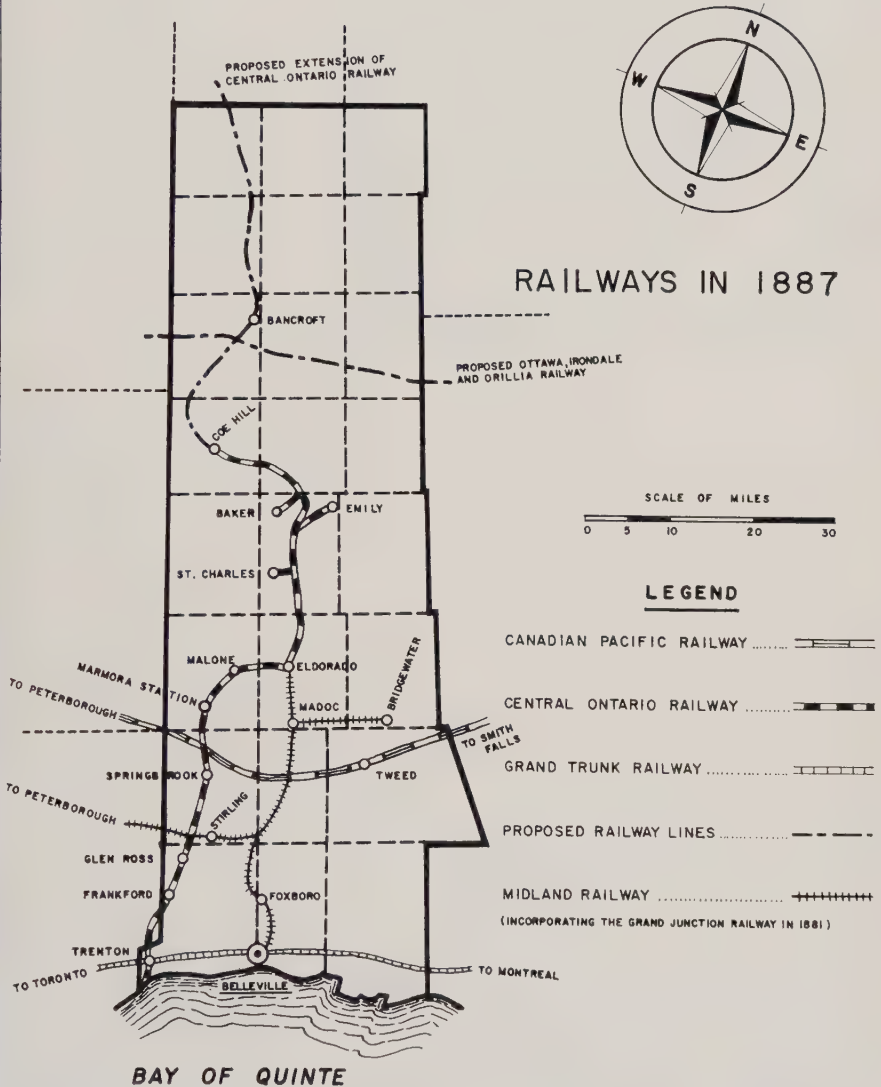 PROPOSED EXTENSION OF
CENTRAL ONTARIO RAILWAY
N
W
E
S
RAILWAYS IN 1887
BANCROFT
PROPOSED OTTAWA, IRONDALE
AND ORILLIA RAILWAY
COE HILL
SCALE OF MILES
0 5 10 20 30
BAKER
EMILY
ST. CHARLES
LEGEND
CANADIAN PACIFIC RAILWAY
CENTRAL ONTARIO RAILWAY
GRAND TRUNK RAILWAY
PROPOSED RAILWAY LINES
MIDLAND RAILWAY
(INCORPORATING THE GRAND JUNCTION RAILWAY IN 1881)
MALONE
ELDORADO
BRIDGEWATER
MARMORA STATION
TO PETERBOROUGH
MADOC
TO SMITH
FALLS
SPRINGBROOK
TWEED
TO PETERBOROUGH
STIRLING
GLEN ROSS
FRANKFORD
FOXBORO
TRENTON
TO TORONTO
TO MONTREAL
BELLEVILLE
BAY OF QUINTE